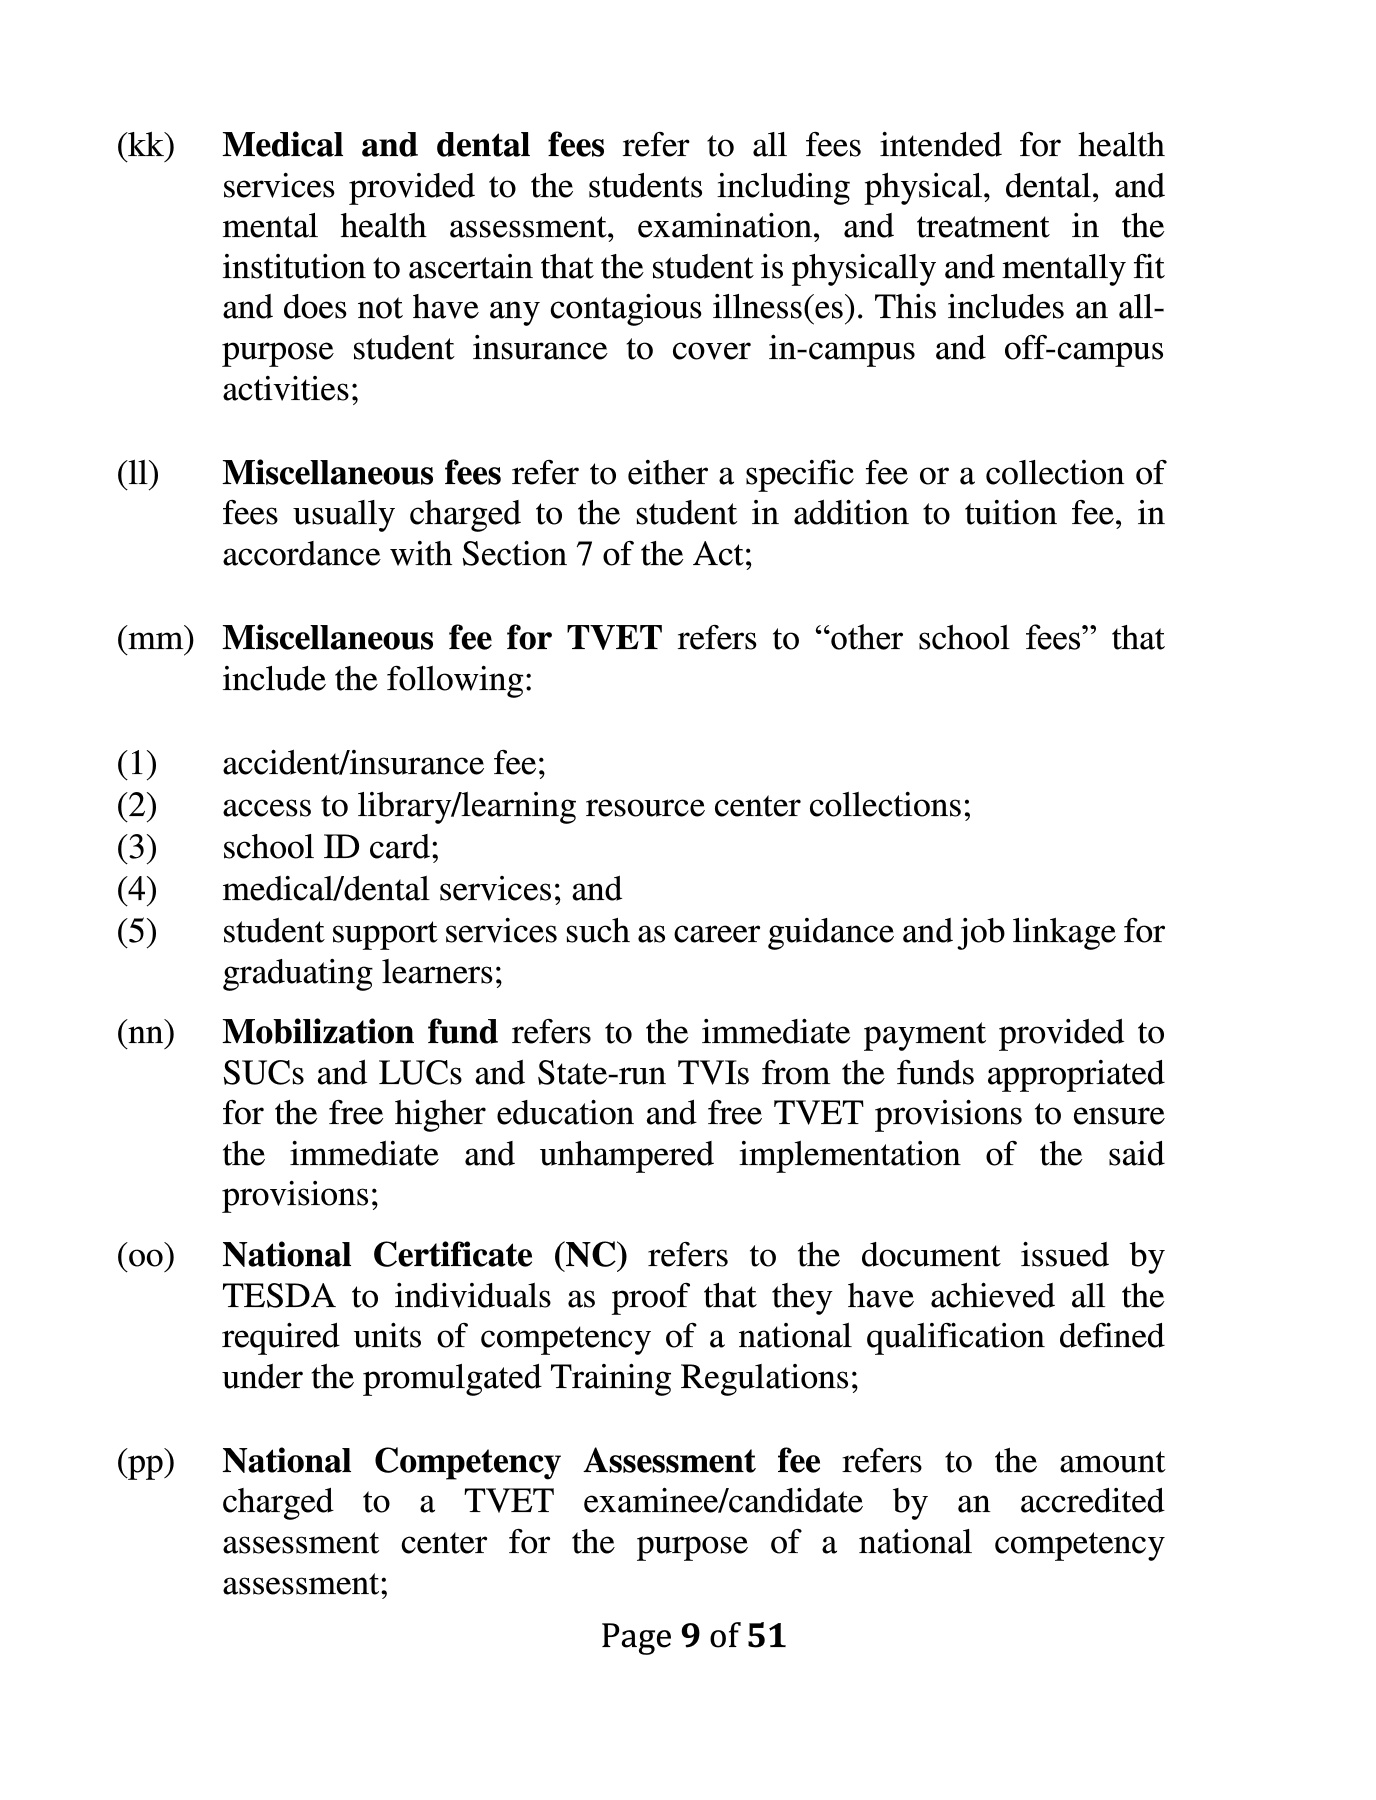 (kk) Medical and dental fees refer to all fees intended for health
services provided to the students including physical, dental, and
mental health assessment, examination, and treatment in the
institution to ascertain that the student is physically and mentally fit
and does not have any contagious illness(es). This includes an all-
purpose student insurance to cover in-campus and off-campus
activities;
(ll) Miscellaneous fees refer to either a specific fee or a collection of
fees usually charged to the student in addition to tuition fee, in
accordance with Section 7 of the Act;
(mm) Miscellaneous fee for TVET refers to “other school fees” that
include the following:
(1) accident/insurance fee;
(2) access to library/learning resource center collections;
(3) school ID card;
(4) medical/dental services; and
(5) student support services such as career guidance and job linkage for
graduating learners;
(nn) Mobilization fund refers to the immediate payment provided to
SUCs and LUCs and State-run TVIs from the funds appropriated
for the free higher education and free TVET provisions to ensure
the immediate and unhampered implementation of the said
provisions;
(oo) National Certificate (NC) refers to the document issued by
TESDA to individuals as proof that they have achieved all the
required units of competency of a national qualification defined
under the promulgated Training Regulations;
(pp) National Competency Assessment fee refers to the amount
charged to a TVET examinee/candidate by an accredited
assessment center for the purpose of a national competency
assessment;
Page 9 of 51